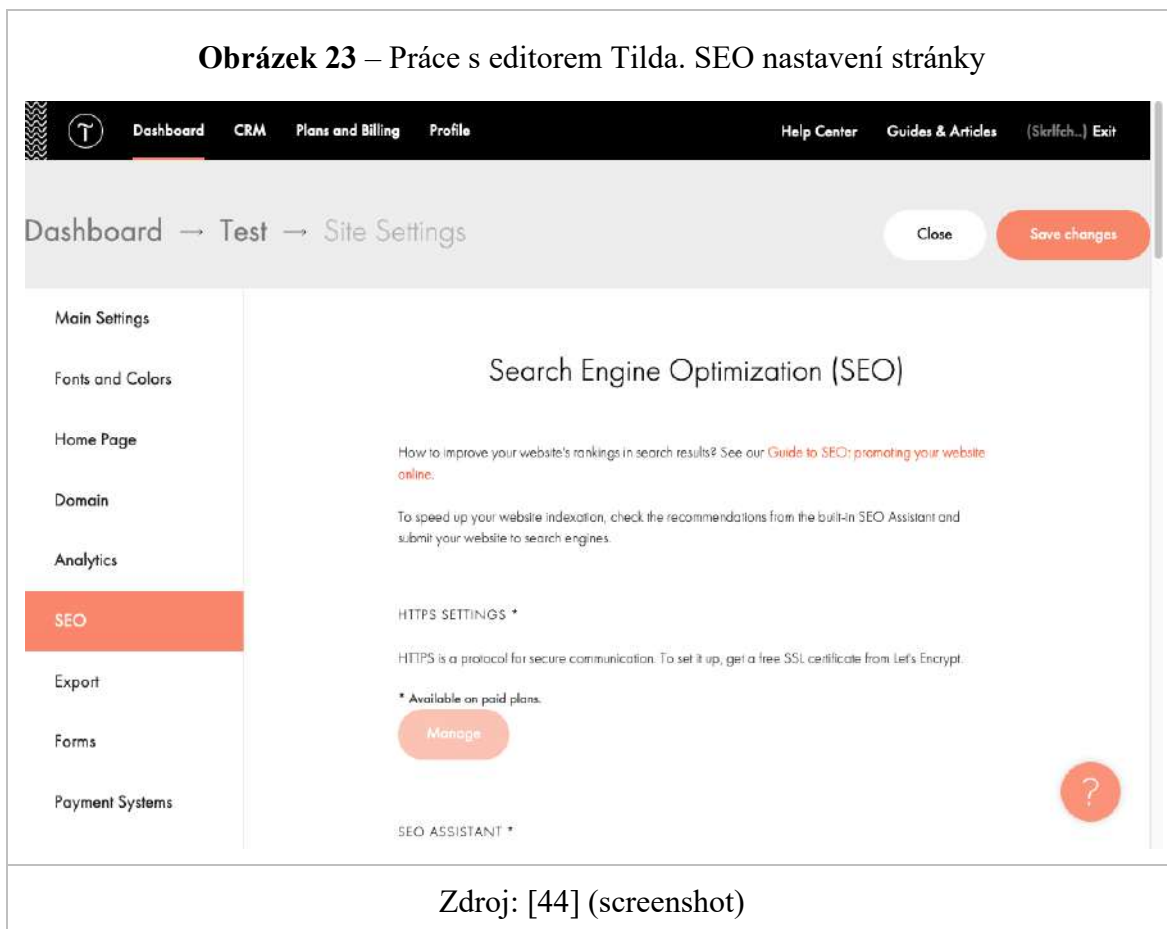 Obrázek 23 – Práce s editorem Tilda. SEO nastavení stránky
Dashboard CRM Plans and Billing Profile Help Center Guides & Articles (Skrlfch...) Exit
Dashboard → Test → Site Settings Close Save changes
Main Settings
Fonts and Colors
Home Page
Domain
Analytics
SEO
Export
Forms
Payment Systems
Search Engine Optimization (SEO)
How to improve your website's rankings in search results? See our Guide to SEO: promoting your website
online.
To speed up your website indexation, check the recommendations from the built-in SEO Assistant and
submit your website to search engines.
HTTPS SETTINGS *
HTTPS is a protocol for secure communication. To set it up, get a free SSL certificate from Let's Encrypt.
* Available on paid plans.
Manage
?
SEO ASSISTANT *
Zdroj: [44] (screenshot)